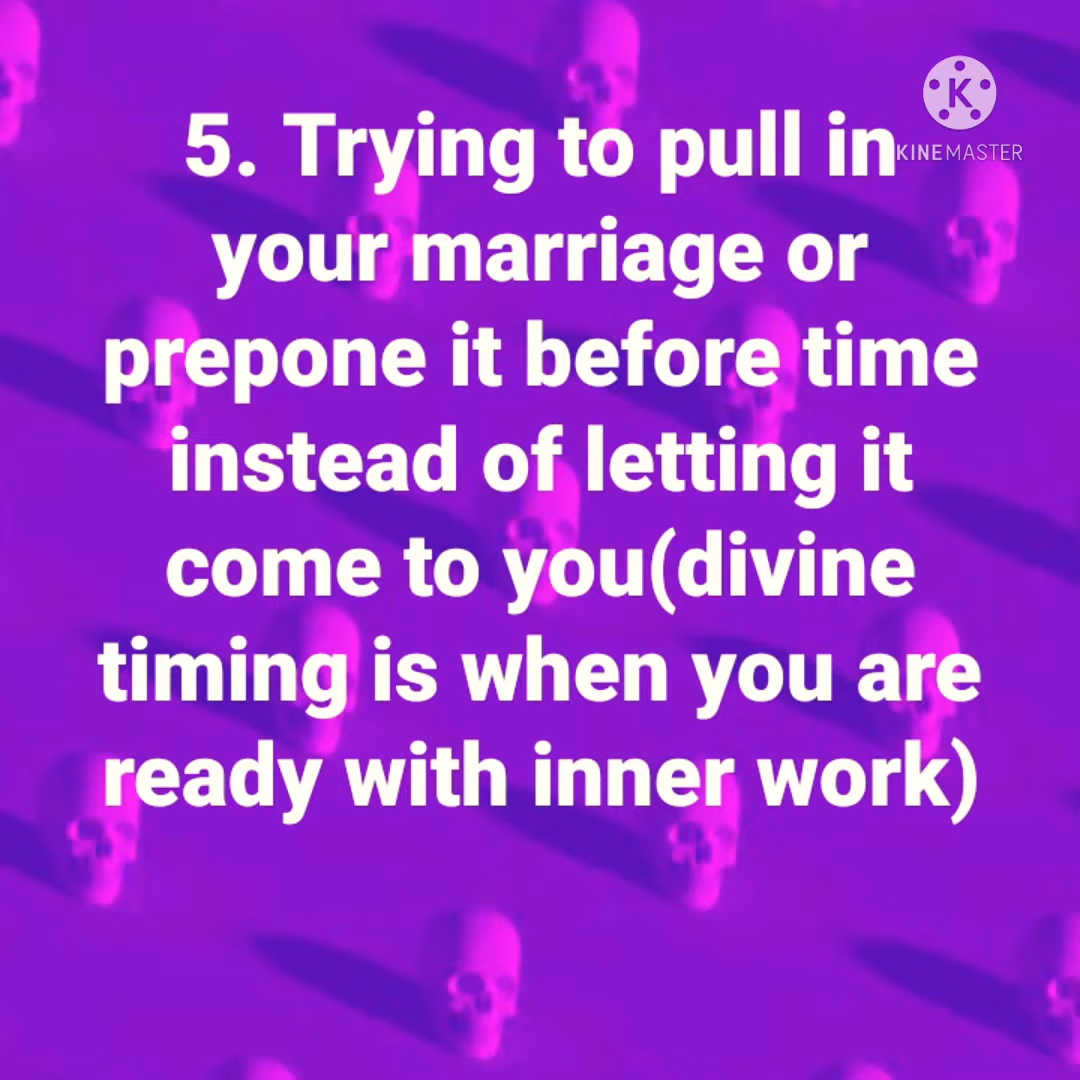 5. Trying to pull in
K
KINEMASTER
your marriage or
prepone it before time
instead of letting it
come to you(divine
timing is when you are
ready with inner work)